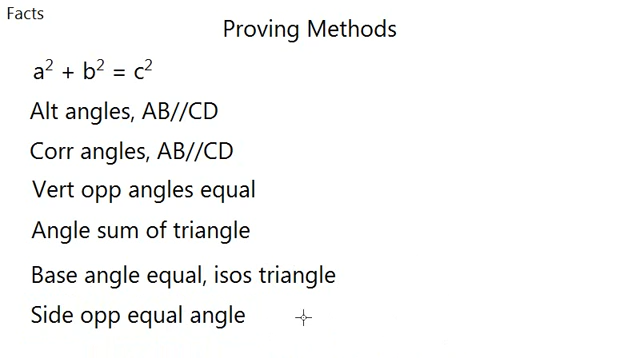 Facts
Proving Methods
a² + b² = c²
Alt angles, AB//CD
Corr angles, AB//CD
Vert opp angles equal
Angle sum of triangle
Base angle equal, isos triangle
Side opp equal angle